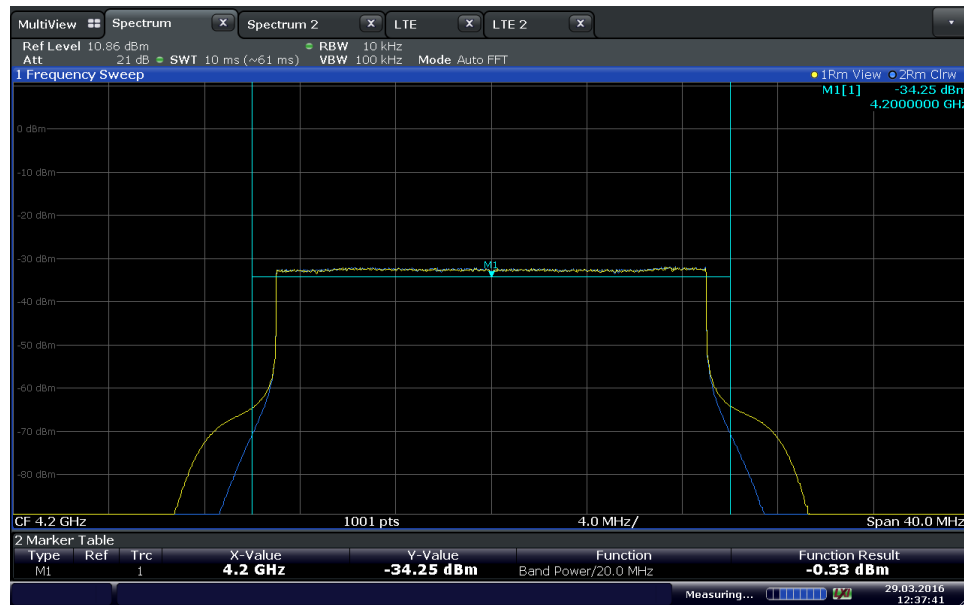 MultiView Spectrum X Spectrum 2 X LTE X LTE 2 X
Ref Level 10.86 dBm RBW 10 kHz
Att 21 dB SWT 10 ms (~61 ms) VBW 100 kHz Mode Auto FFT
1 Frequency Sweep 1Rm View 2Rm Clrw
M1[1] -34.25 dBm
4.2000000 GHz
0 dBm
-10 dBm
-20 dBm
-30 dBm
M1
-40 dBm
-50 dBm
-60 dBm
-70 dBm
-80 dBm
CF 4.2 GHz 1001 pts 4.0 MHz/ Span 40.0 MHz
2 Marker Table
Type Ref Trc X-Value Y-Value Function Function Result
M1 1 4.2 GHz -34.25 dBm Band Power/20.0 MHz -0.33 dBm
Measuring... 29.03.2016
12:37:41